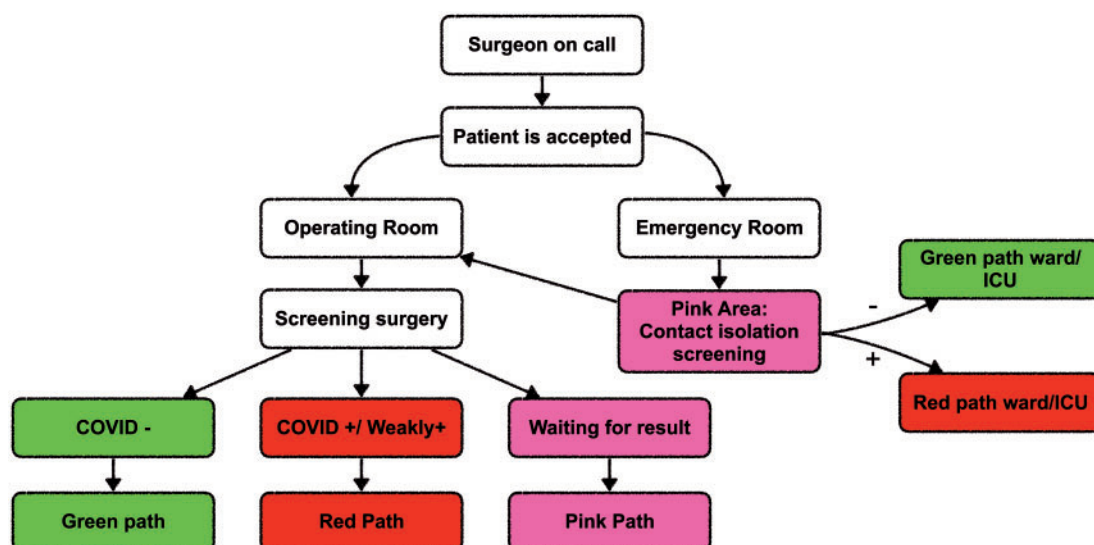 Surgeon on call
Patient is accepted
Operating Room
Emergency Room
Green path ward/
ICU
Screening surgery
Pink Area:
Contact isolation
screening
-
+
Red path ward/ICU
COVID -
COVID +/ Weakly+
Waiting for result
Green path
Red Path
Pink Path